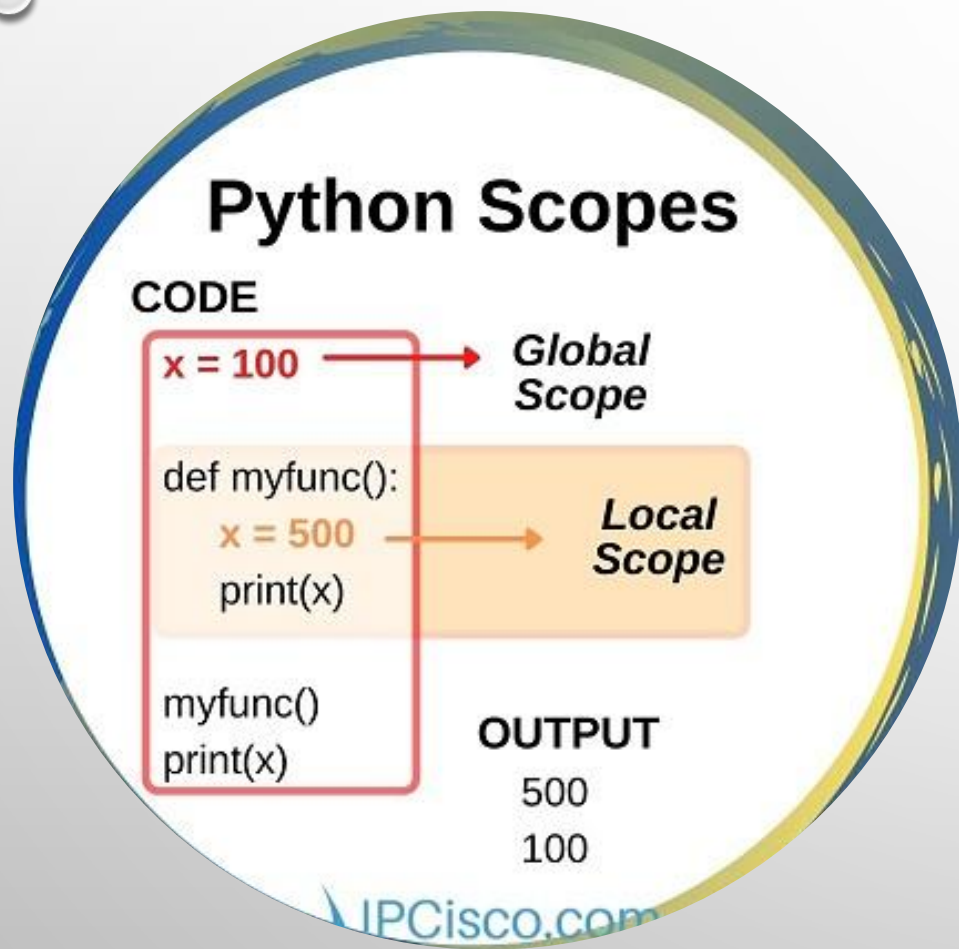 Python Scopes
CODE
x = 100
Global
Scope
def myfunc():
x = 500
print(x)
Local
Scope
myfunc()
print(x)
OUTPUT
500
100
IPCisco.com